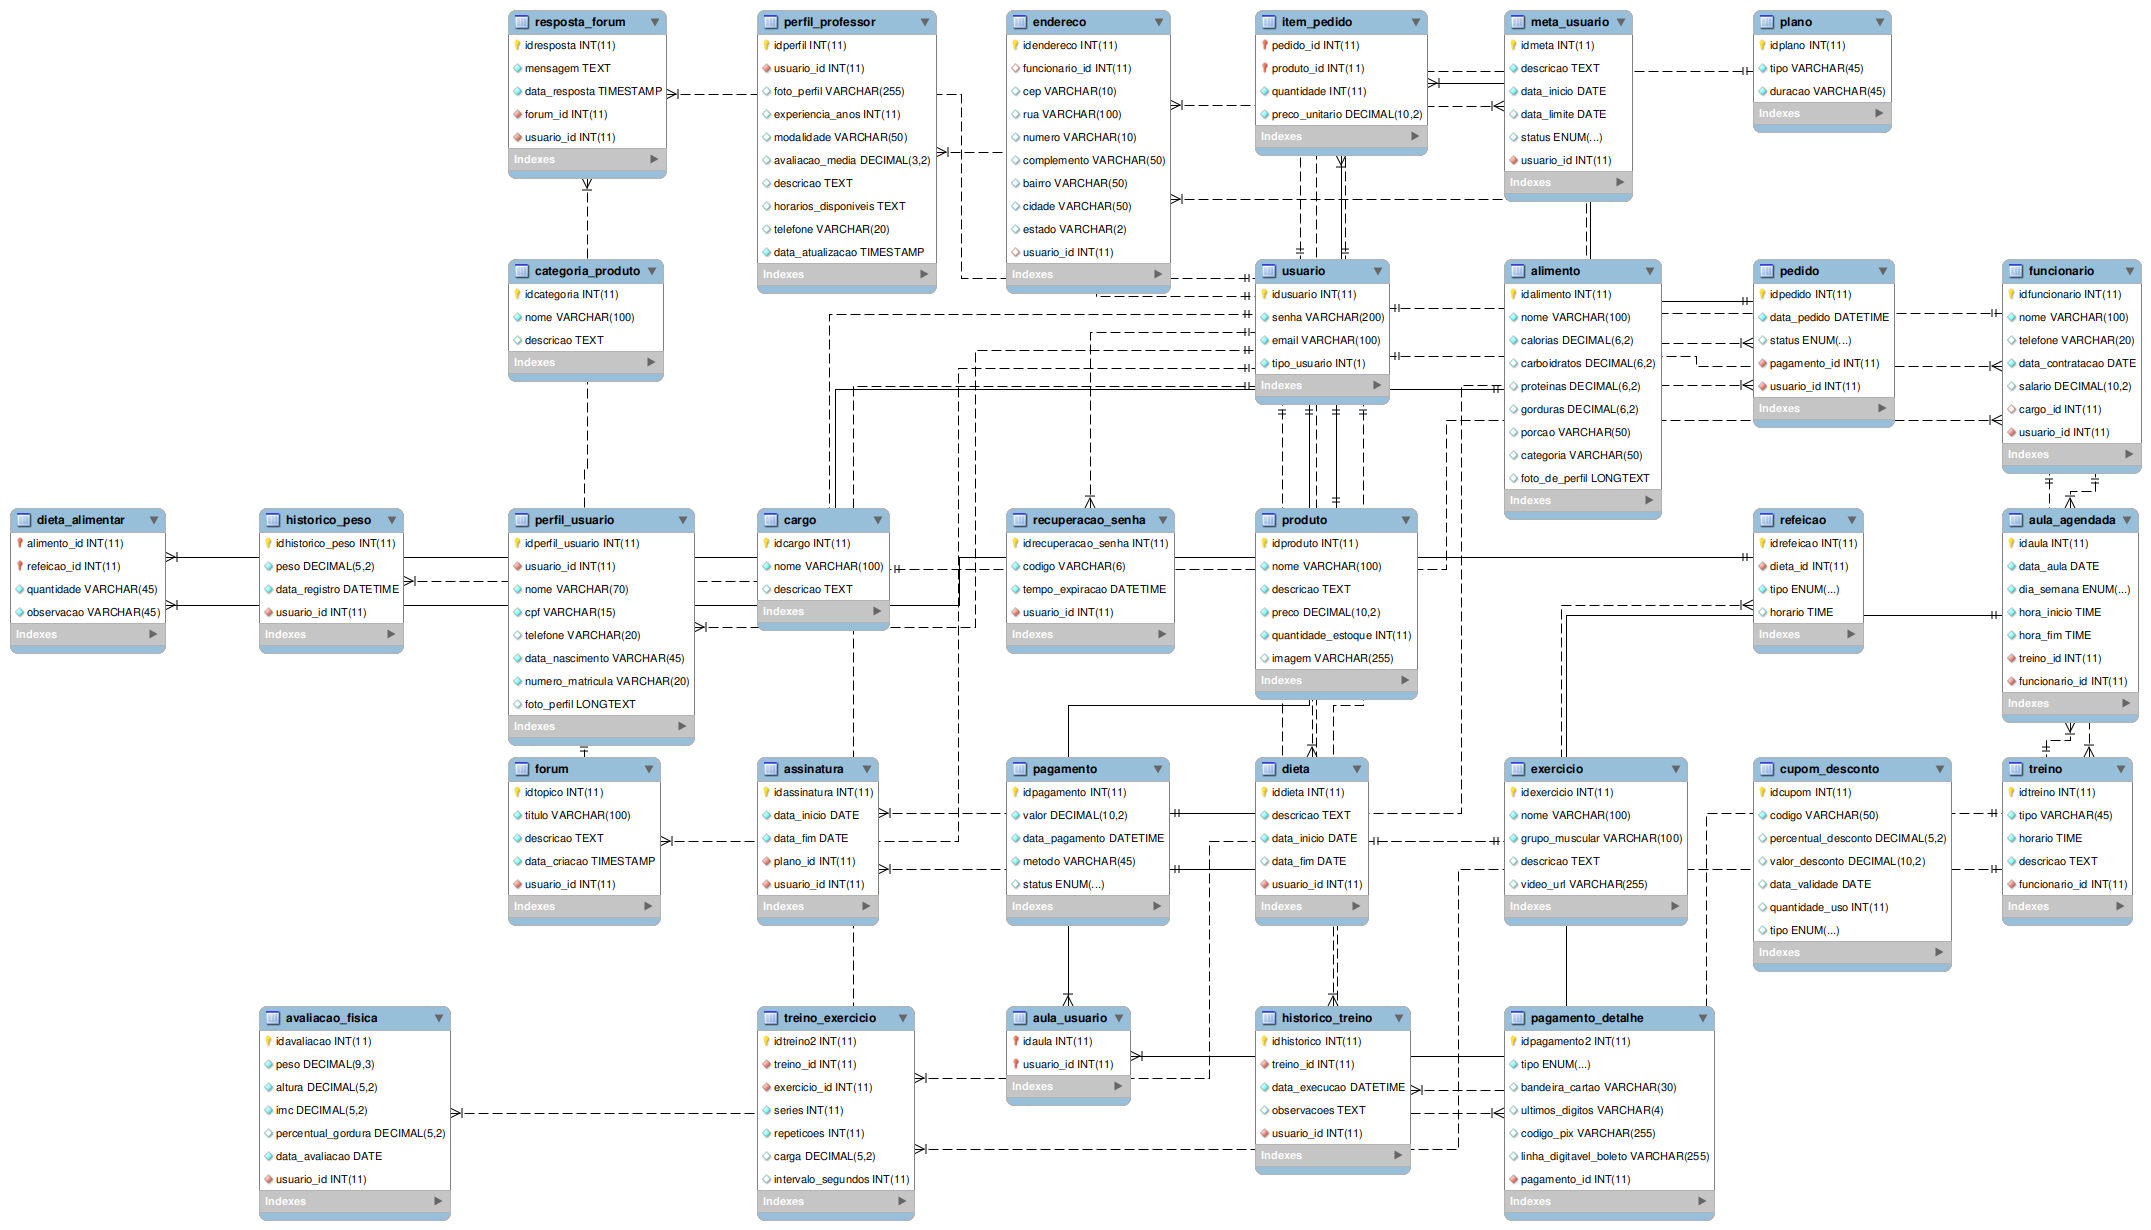 resposta_forum
idresposta INT(11)
mensagem TEXT
data_resposta TIMESTAMP
forum_id INT(11)
usuario_id INT(11)
Indexes
perfil_professor
idperfil INT(11)
usuario_id INT(11)
foto_perfil VARCHAR(255)
experiencia_anos INT(11)
modalidade VARCHAR(50)
avaliacao_media DECIMAL(3,2)
descricao TEXT
horarios_disponiveis TEXT
telefone VARCHAR(20)
data_atualizacao TIMESTAMP
Indexes
endereco
idendereco INT(11)
funcionario_id INT(11)
cep VARCHAR(10)
rua VARCHAR(100)
numero VARCHAR(10)
complemento VARCHAR(50)
bairro VARCHAR(50)
cidade VARCHAR(50)
estado VARCHAR(2)
usuario_id INT(11)
Indexes
item_pedido
pedido_id INT(11)
produto_id INT(11)
quantidade INT(11)
preco_unitario DECIMAL(10,2)
Indexes
meta_usuario
idmeta INT(11)
descricao TEXT
data_inicio DATE
data_limite DATE
status ENUM(...)
usuario_id INT(11)
Indexes
plano
idplano INT(11)
tipo VARCHAR(45)
duracao VARCHAR(45)
Indexes
categoria_produto
idcategoria INT(11)
nome VARCHAR(100)
descricao TEXT
Indexes
usuario
idusuario INT(11)
senha VARCHAR(200)
email VARCHAR(100)
tipo_usuario INT(1)
Indexes
alimento
idalimento INT(11)
nome VARCHAR(100)
calorias DECIMAL(6,2)
carboidratos DECIMAL(6,2)
proteinas DECIMAL(6,2)
gorduras DECIMAL(6,2)
porcao VARCHAR(50)
categoria VARCHAR(50)
foto_de_perfil LONGTEXT
Indexes
pedido
idpedido INT(11)
data_pedido DATETIME
status ENUM(...)
pagamento_id INT(11)
usuario_id INT(11)
Indexes
funcionario
idfuncionario INT(11)
nome VARCHAR(100)
telefone VARCHAR(20)
data_contratacao DATE
salario DECIMAL(10,2)
cargo_id INT(11)
usuario_id INT(11)
Indexes
dieta_alimentar
alimento_id INT(11)
refeicao_id INT(11)
quantidade VARCHAR(45)
observacao VARCHAR(45)
Indexes
historico_peso
idhistorico_peso INT(11)
peso DECIMAL(5,2)
data_registro DATETIME
usuario_id INT(11)
Indexes
perfil_usuario
idperfil_usuario INT(11)
usuario_id INT(11)
nome VARCHAR(70)
cpf VARCHAR(15)
telefone VARCHAR(20)
data_nascimento VARCHAR(45)
numero_matricula VARCHAR(20)
foto_perfil LONGTEXT
Indexes
cargo
idcargo INT(11)
nome VARCHAR(100)
descricao TEXT
Indexes
recuperacao_senha
idrecuperacao_senha INT(11)
codigo VARCHAR(6)
tempo_expiracao DATETIME
usuario_id INT(11)
Indexes
produto
idproduto INT(11)
nome VARCHAR(100)
descricao TEXT
preco DECIMAL(10,2)
quantidade_estoque INT(11)
imagem VARCHAR(255)
Indexes
refeicao
idrefeicao INT(11)
dieta_id INT(11)
tipo ENUM(...)
horario TIME
Indexes
aula_agendada
idaula INT(11)
data_aula DATE
dia_semana ENUM(...)
hora_inicio TIME
hora_fim TIME
treino_id INT(11)
funcionario_id INT(11)
Indexes
forum
idtopico INT(11)
titulo VARCHAR(100)
descricao TEXT
data_criacao TIMESTAMP
usuario_id INT(11)
Indexes
assinatura
idassinatura INT(11)
data_inicio DATE
data_fim DATE
plano_id INT(11)
usuario_id INT(11)
Indexes
pagamento
idpagamento INT(11)
valor DECIMAL(10,2)
data_pagamento DATETIME
metodo VARCHAR(45)
status ENUM(...)
Indexes
dieta
iddieta INT(11)
descricao TEXT
data_inicio DATE
data_fim DATE
usuario_id INT(11)
Indexes
exercicio
idexercicio INT(11)
nome VARCHAR(100)
grupo_muscular VARCHAR(100)
descricao TEXT
video_url VARCHAR(255)
Indexes
cupom_desconto
idcupom INT(11)
codigo VARCHAR(50)
percentual_desconto DECIMAL(5,2)
valor_desconto DECIMAL(10,2)
data_validade DATE
quantidade_uso INT(11)
tipo ENUM(...)
Indexes
treino
idtreino INT(11)
tipo VARCHAR(45)
horario TIME
descricao TEXT
funcionario_id INT(11)
Indexes
avaliacao_fisica
idavaliacao INT(11)
peso DECIMAL(9,3)
altura DECIMAL(5,2)
imc DECIMAL(5,2)
percentual_gordura DECIMAL(5,2)
data_avaliacao DATE
usuario_id INT(11)
Indexes
treino_exercicio
idtreino2 INT(11)
treino_id INT(11)
exercicio_id INT(11)
series INT(11)
repeticoes INT(11)
carga DECIMAL(5,2)
intervalo_segundos INT(11)
Indexes
aula_usuario
idaula INT(11)
usuario_id INT(11)
Indexes
historico_treino
idhistorico INT(11)
treino_id INT(11)
data_execucao DATETIME
observacoes TEXT
usuario_id INT(11)
Indexes
pagamento_detalhe
idpagamento2 INT(11)
tipo ENUM(...)
bandeira_cartao VARCHAR(30)
ultimos_digitos VARCHAR(4)
codigo_pix VARCHAR(255)
linha_digitavel_boleto VARCHAR(255)
pagamento_id INT(11)
Indexes